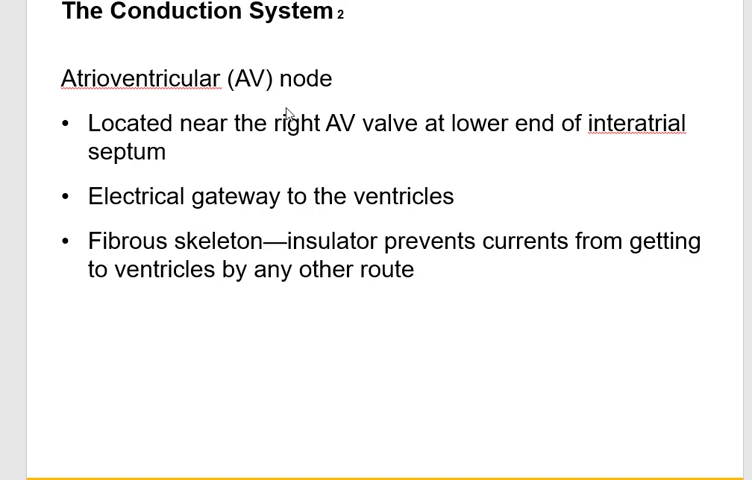 The Conduction System 2
Atrioventricular (AV) node
• Located near the right AV valve at lower end of interatrial
septum
• Electrical gateway to the ventricles
• Fibrous skeleton—insulator prevents currents from getting
to ventricles by any other route